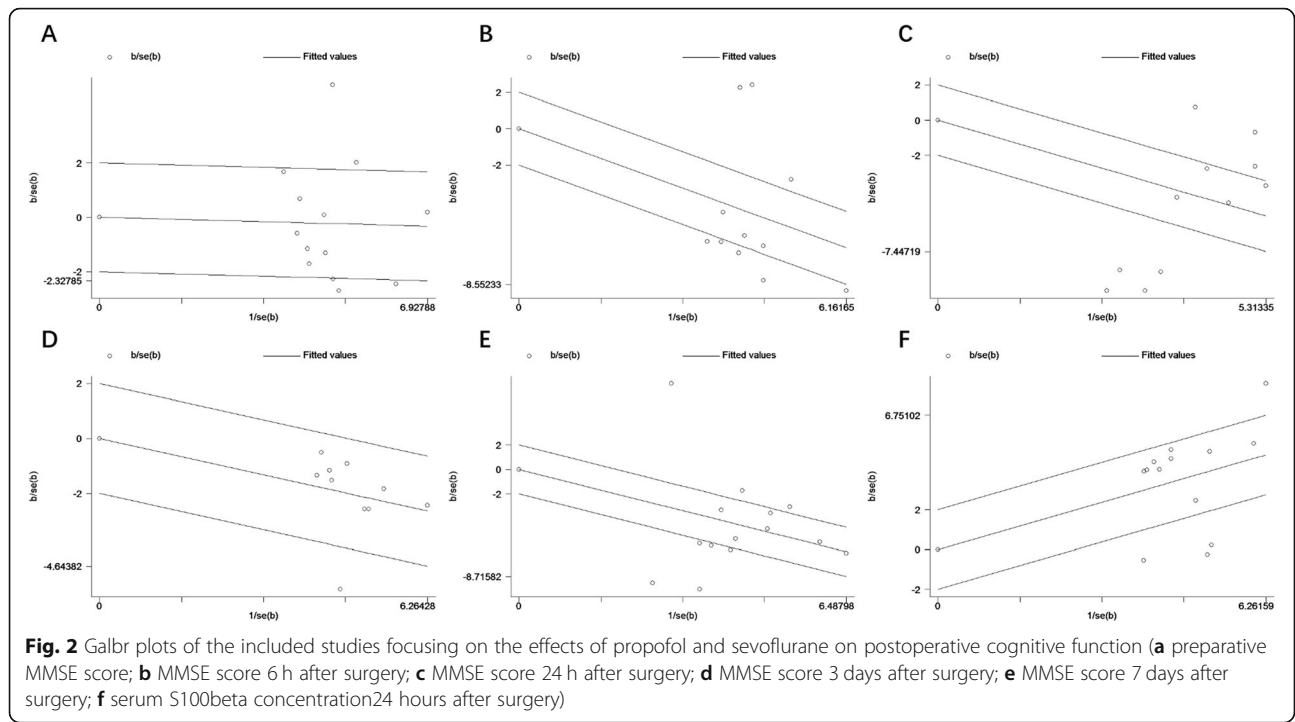 A
b/se(b) Fitted values
b/se(b)
2
0
-2
-2.32785
0 6.92788
1/se(b)
B
b/se(b) Fitted values
b/se(b)
2
0
-2
-8.55233
0 6.16165
1/se(b)
C
b/se(b) Fitted values
b/se(b)
2
0
-2
-7.44719
0 5.31335
1/se(b)
D
b/se(b) Fitted values
b/se(b)
2
0
-2
-4.64382
0 6.26428
1/se(b)
E
b/se(b) Fitted values
b/se(b)
2
0
-2
-8.71582
0 6.48798
1/se(b)
F
b/se(b) Fitted values
b/se(b)
6.75102
2
0
-2
0 6.26159
1/se(b)
Fig. 2 Galbr plots of the included studies focusing on the effects of propofol and sevoflurane on postoperative cognitive function (a preparative
MMSE score; b MMSE score 6 h after surgery; c MMSE score 24 h after surgery; d MMSE score 3 days after surgery; e MMSE score 7 days after
surgery; f serum S100beta concentration24 hours after surgery)